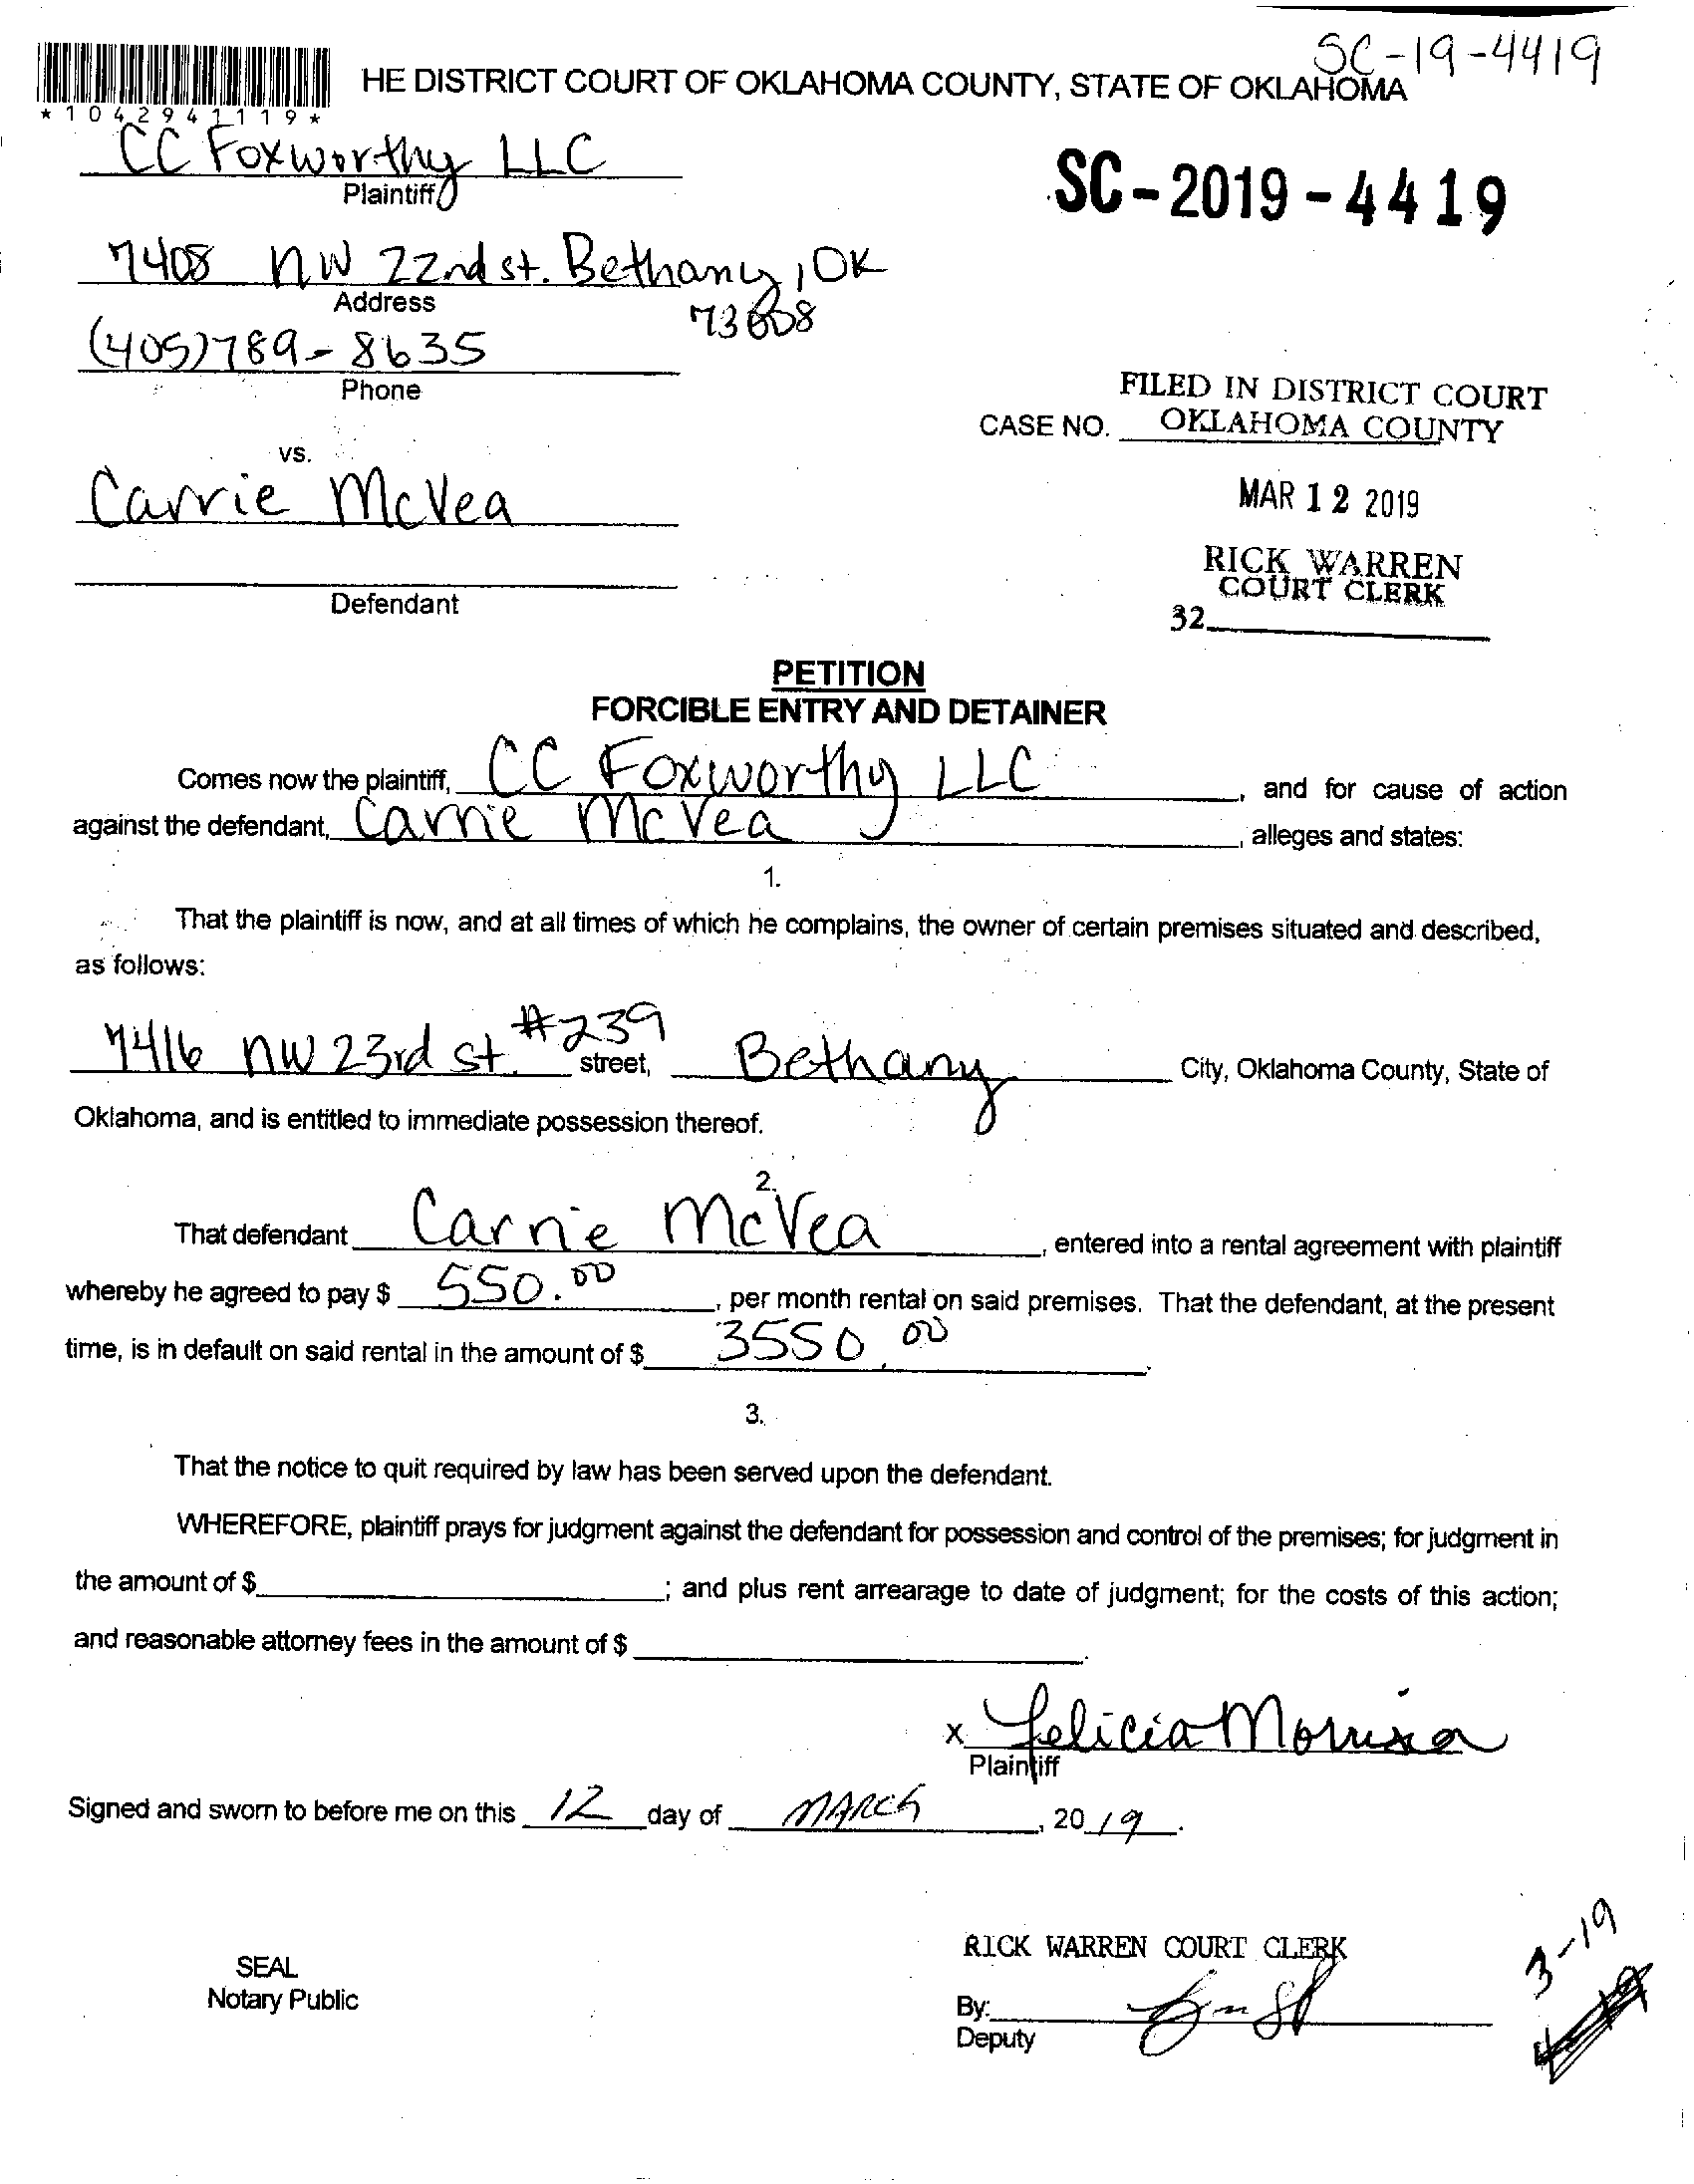 SC-19-4419
HE DISTRICT COURT OF OKLAHOMA COUNTY, STATE OF OKLAHOMA
*1042941119*
CC Foxworthy LLC
Plaintiff
SC-2019-4419
7408 NW 22nd st. Bethany, OK
Address
73008
(405)789-8635
Phone
FILED IN DISTRICT COURT
CASE NO. OKLAHOMA COUNTY
vs.
Carrie McVea
MAR 12 2019
RICK WARREN
COURT CLERK
Defendant
32
PETITION
FORCIBLE ENTRY AND DETAINER
Comes now the plaintiff, CC Foxworthy LLC, and for cause of action
against the defendant, Carrie McVea, alleges and states:
1.
That the plaintiff is now, and at all times of which he complains, the owner of certain premises situated and described,
as follows:
7416 NW 23rd st. #239 street, Bethany City, Oklahoma County, State of
Oklahoma, and is entitled to immediate possession thereof.
2.
That defendant Carrie McVea, entered into a rental agreement with plaintiff
whereby he agreed to pay $ 550.00, per month rental on said premises. That the defendant, at the present
time, is in default on said rental in the amount of $ 3550.00.
3.
That the notice to quit required by law has been served upon the defendant.
WHEREFORE, plaintiff prays for judgment against the defendant for possession and control of the premises; for judgment in
the amount of $ ; and plus rent arrearage to date of judgment; for the costs of this action;
and reasonable attorney fees in the amount of $ .
x Felicia Morrison
Plaintiff
Signed and sworn to before me on this 12 day of MARCH, 2019.
3-19
RICK WARREN COURT CLERK
SEAL
Notary Public
By:
Deputy